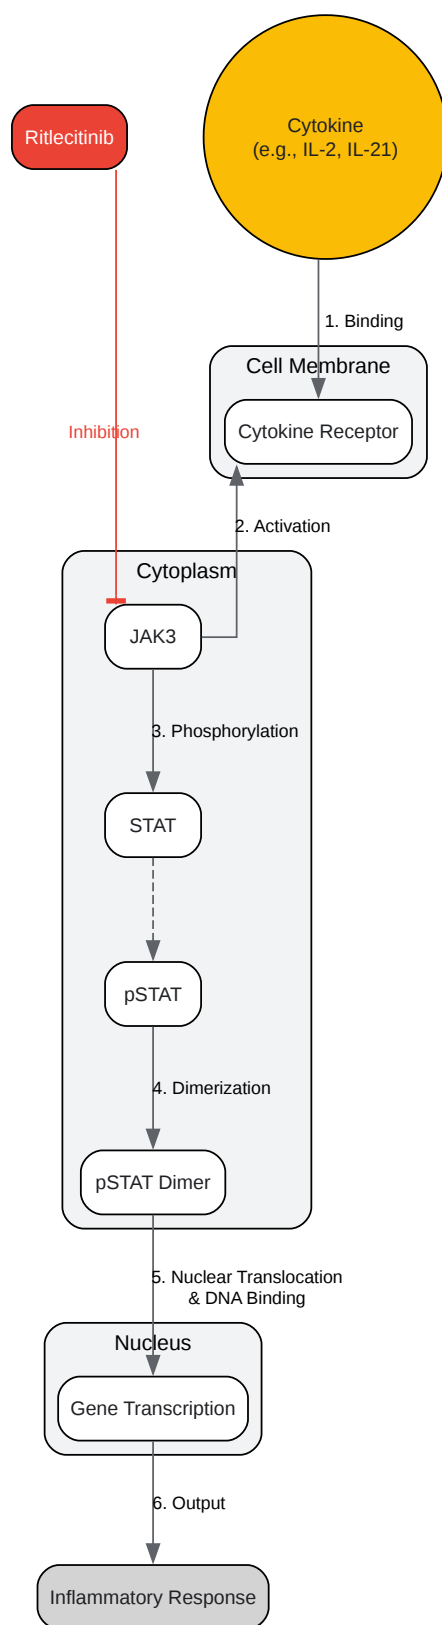 Cytokine
(e.g., IL-2, IL-21)
Ritlecitinib
1. Binding
Cell Membrane
Cytokine Receptor
Inhibition
2. Activation
Cytoplasm
JAK3
3. Phosphorylation
STAT
pSTAT
4. Dimerization
pSTAT Dimer
5. Nuclear Translocation
& DNA Binding
Nucleus
Gene Transcription
6. Output
Inflammatory Response